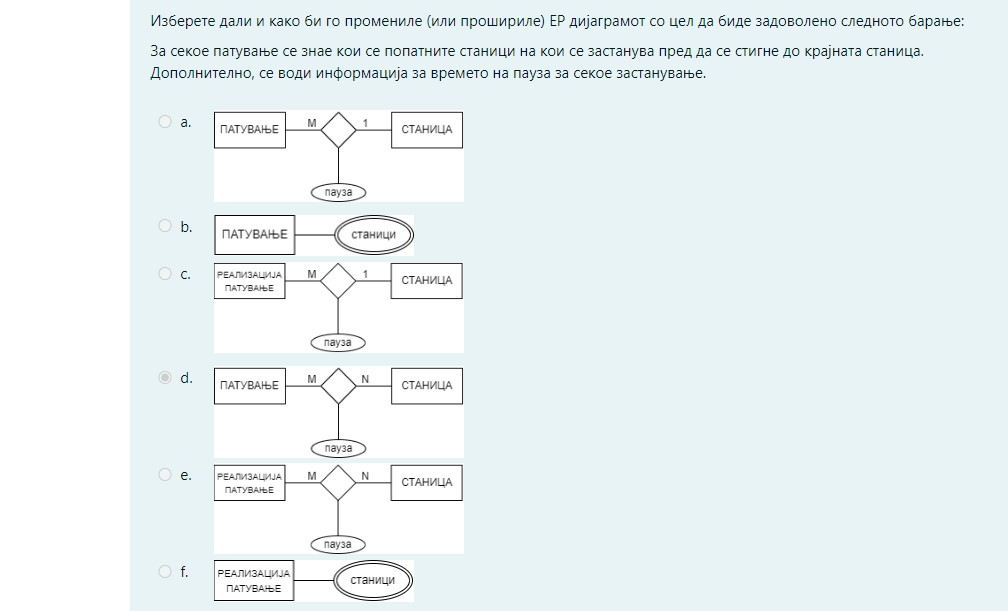 Изберете дали и како би го промениле (или прошириле) ЕР дијаграмот со цел да биде задоволено следното барање:
За секое патување се знае кои се попатните станици на кои се застанува пред да се стигне до крајната станица.
Дополнително, се води информација за времето на пауза за секое застанување.
a.
ПАТУВАЊЕ M 1 СТАНИЦА
пауза
b.
ПАТУВАЊЕ станици
c.
РЕАЛИЗАЦИЈА
ПАТУВАЊЕ M 1 СТАНИЦА
пауза
d.
ПАТУВАЊЕ M N СТАНИЦА
пауза
e.
РЕАЛИЗАЦИЈА
ПАТУВАЊЕ M N СТАНИЦА
пауза
f.
РЕАЛИЗАЦИЈА
ПАТУВАЊЕ станици